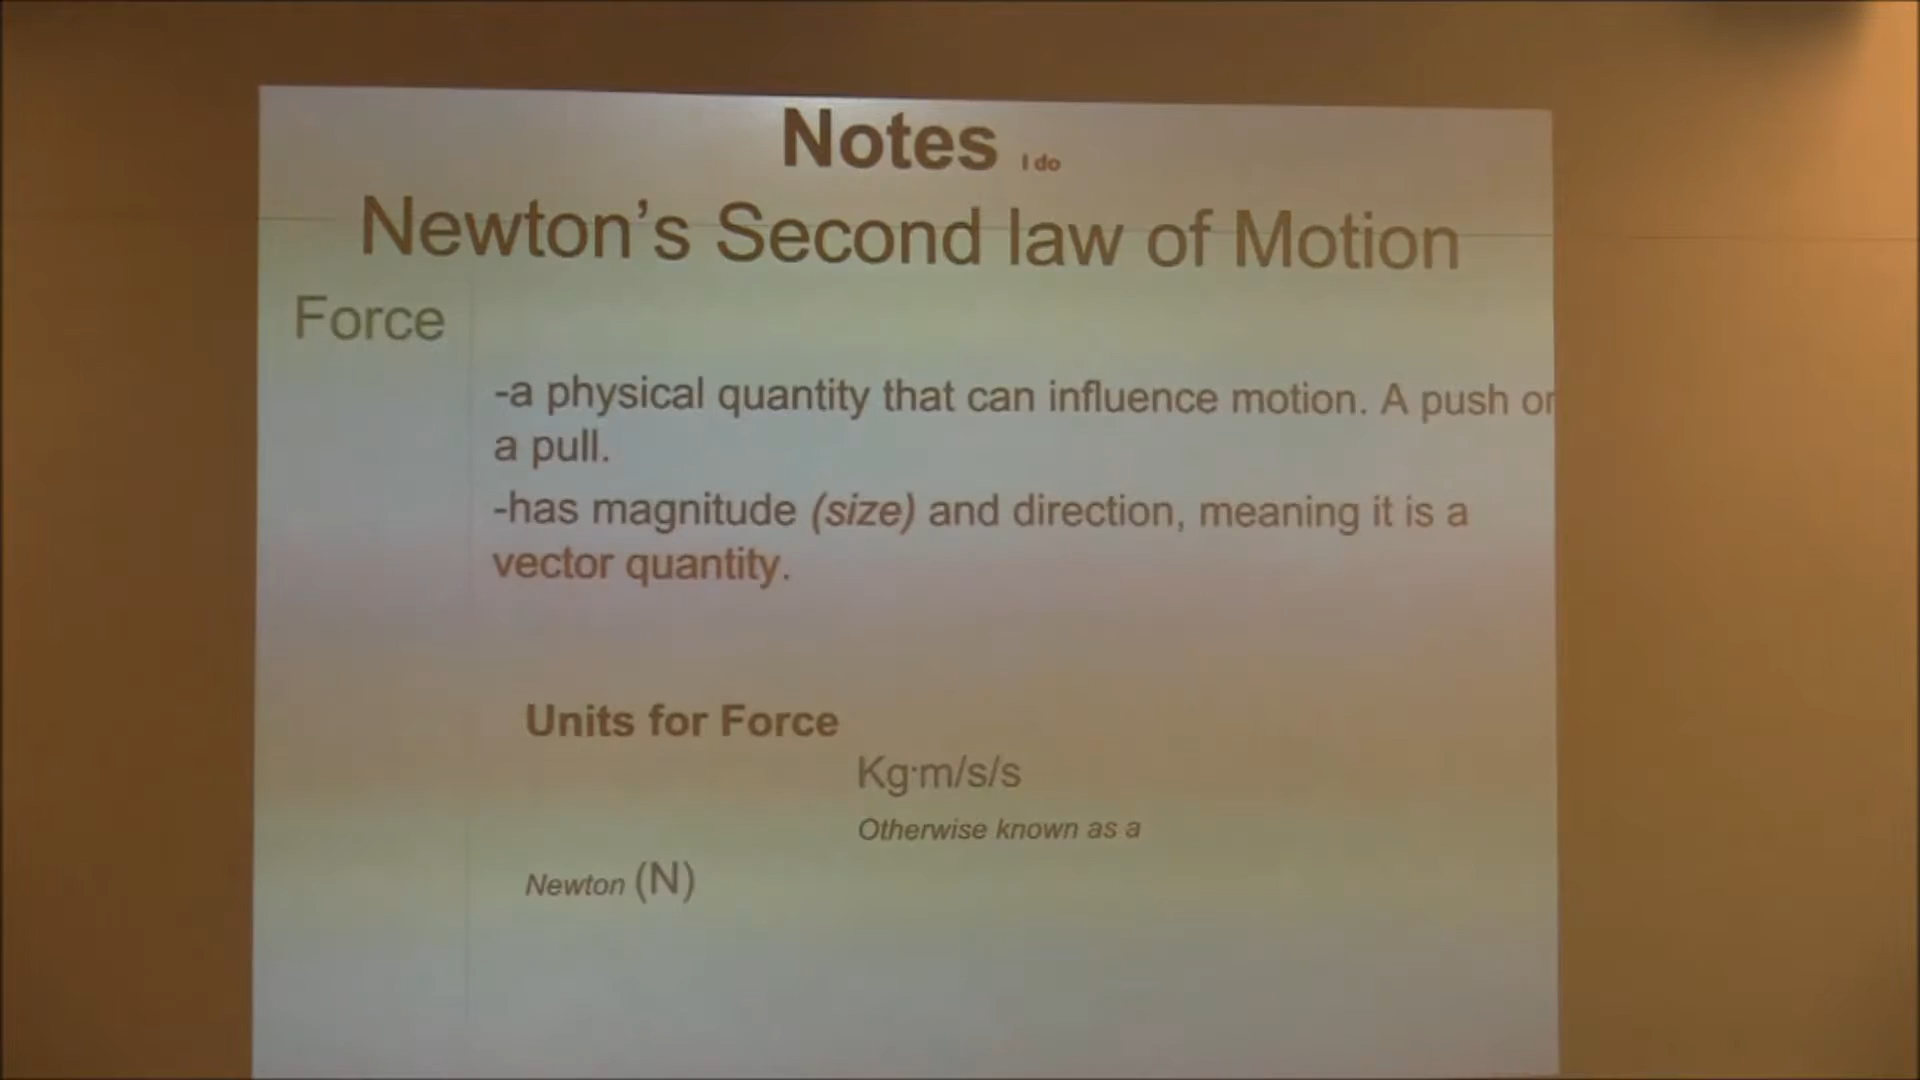 Notes I do
Newton's Second law of Motion
Force
-a physical quantity that can influence motion. A push or
a pull.
-has magnitude (size) and direction, meaning it is a
vector quantity.
Units for Force
Kg·m/s/s
Otherwise known as a
Newton (N)